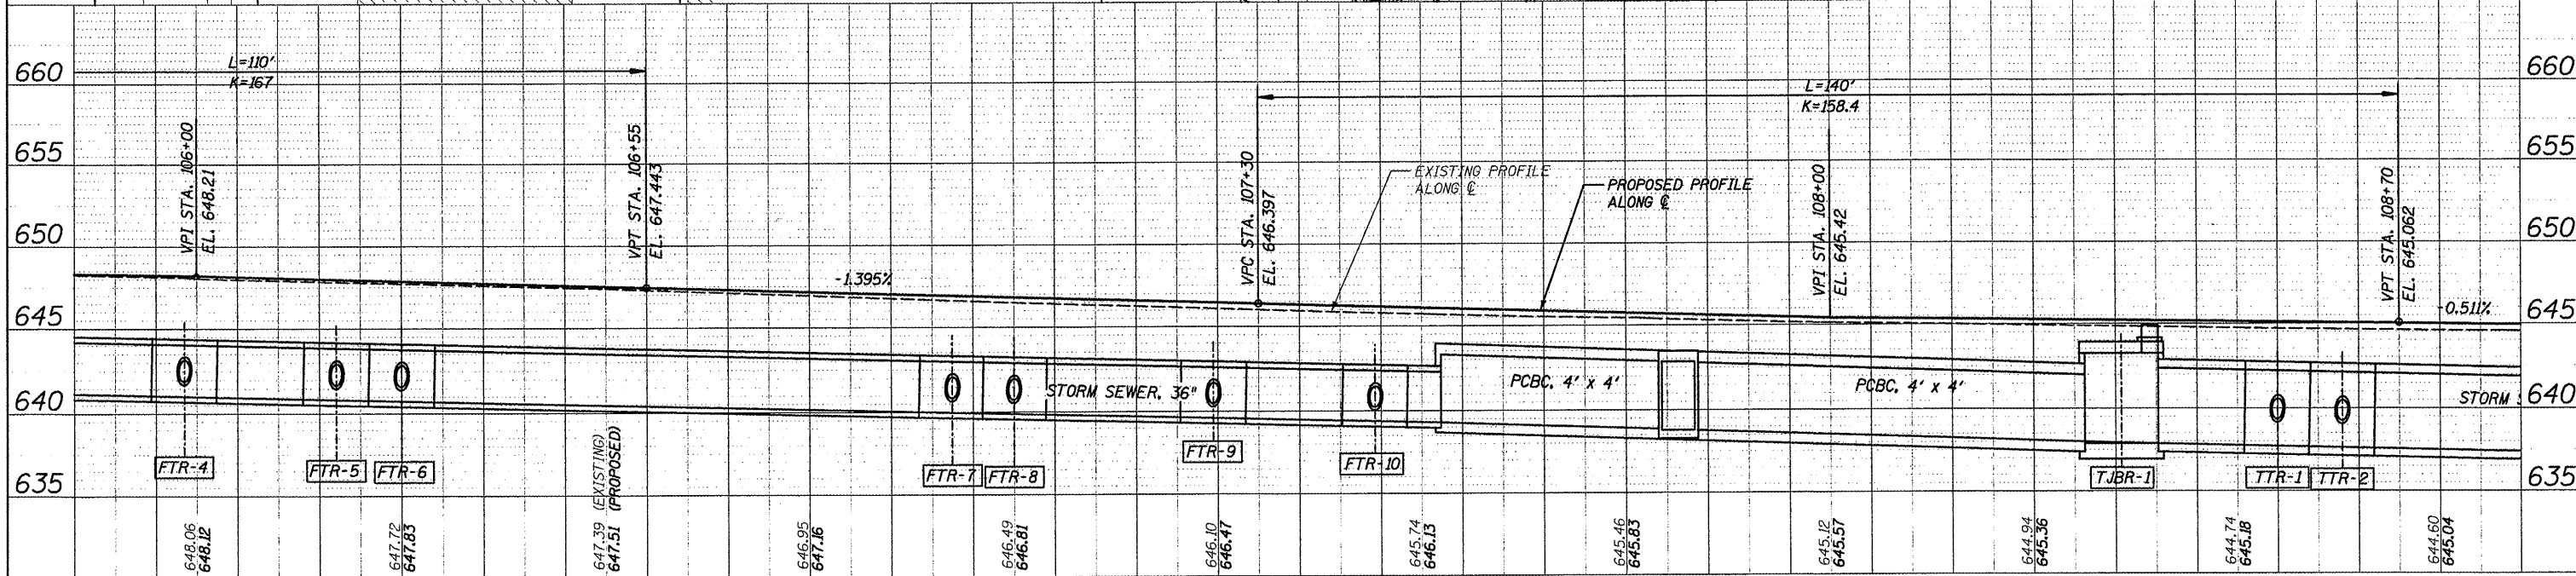 L=110'
K=167
660
655
650
645
640
635
VPI STA. 106+00
EL. 648.21
VPT STA. 106+55
EL. 647.443
-1.395%
VPC STA. 107+30
EL. 646.397
EXISTING PROFILE
ALONG ℄
PROPOSED PROFILE
ALONG ℄
L=140'
K=158.4
VPI STA. 108+00
EL. 645.42
VPT STA. 108+70
EL. 645.062
-0.511%
660
655
650
645
640
635
STORM SEWER, 36"
PCBC, 4' x 4'
PCBC, 4' x 4'
STORM
FTR-4
FTR-5
FTR-6
FTR-7
FTR-8
FTR-9
FTR-10
TJBR-1
TTR-1
TTR-2
648.06
648.12
647.72
647.83
647.39 (EXISTING)
647.51 (PROPOSED)
646.95
647.16
646.49
646.81
646.10
646.47
645.74
646.13
645.46
645.83
645.12
645.57
644.94
645.36
644.74
645.18
644.60
645.04